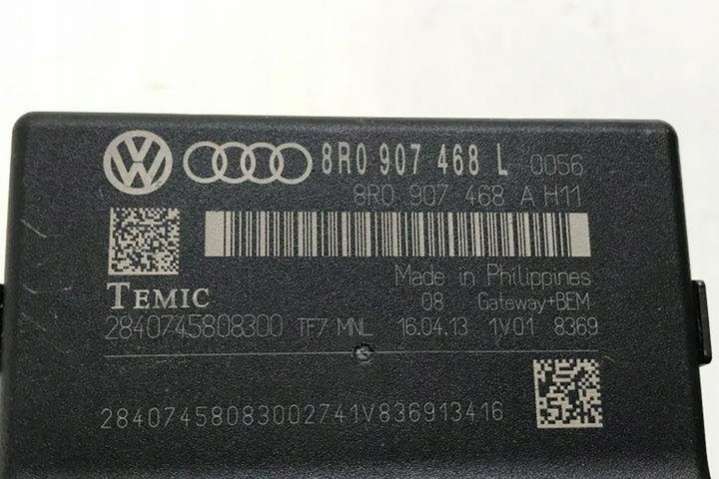 8R0 907 468 L 0056
8R0 907 468 A H11
Made in Philippines
TEMIC 08 Gateway+BEM
2840745808300 TF7 MNL 16.04.13 1V01 8369
28407458083002741V836913416